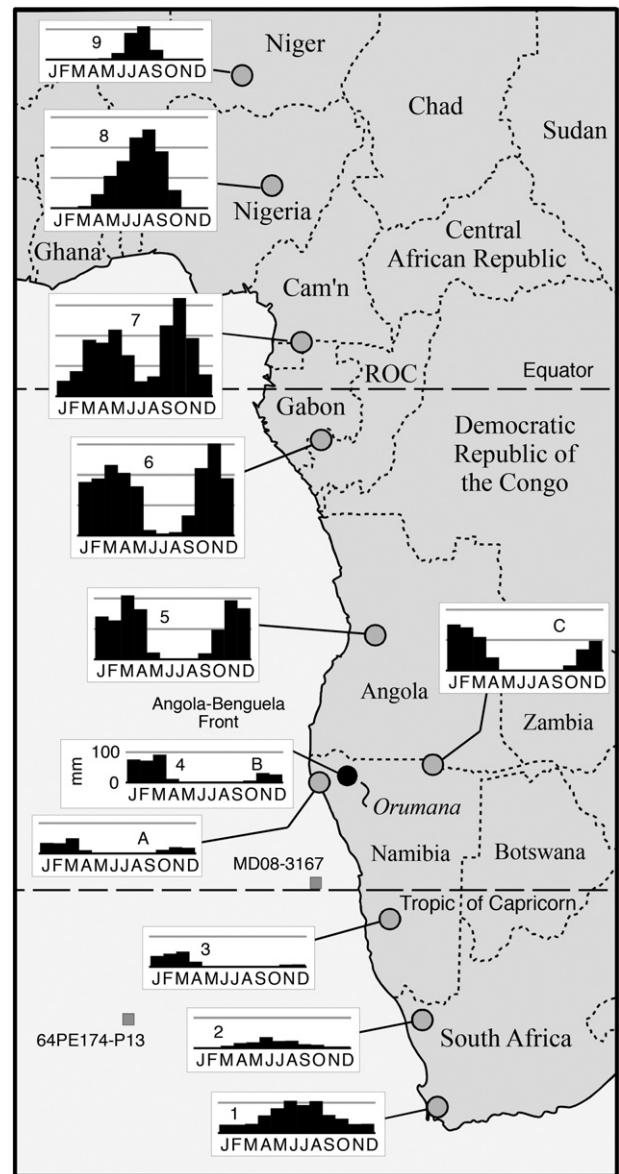 9
JFMAMJJASOND
Niger
Chad
Sudan
8
JFMAMJJASOND
Nigeria
Ghana
Central
African Republic
Cam'n
7
JFMAMJJASOND
ROC
Equator
Gabon
Democratic
Republic of
the Congo
6
JFMAMJJASOND
5
JFMAMJJASOND
C
JFMAMJJASOND
Angola
Zambia
Angola-Benguela
Front
100
mm
0
4 B
JFMAMJJASOND
Orumana
A
JFMAMJJASOND
Namibia
Botswana
MD08-3167
Tropic of Capricorn
3
JFMAMJJASOND
64PE174-P13
2
JFMAMJJASOND
South Africa
1
JFMAMJJASOND